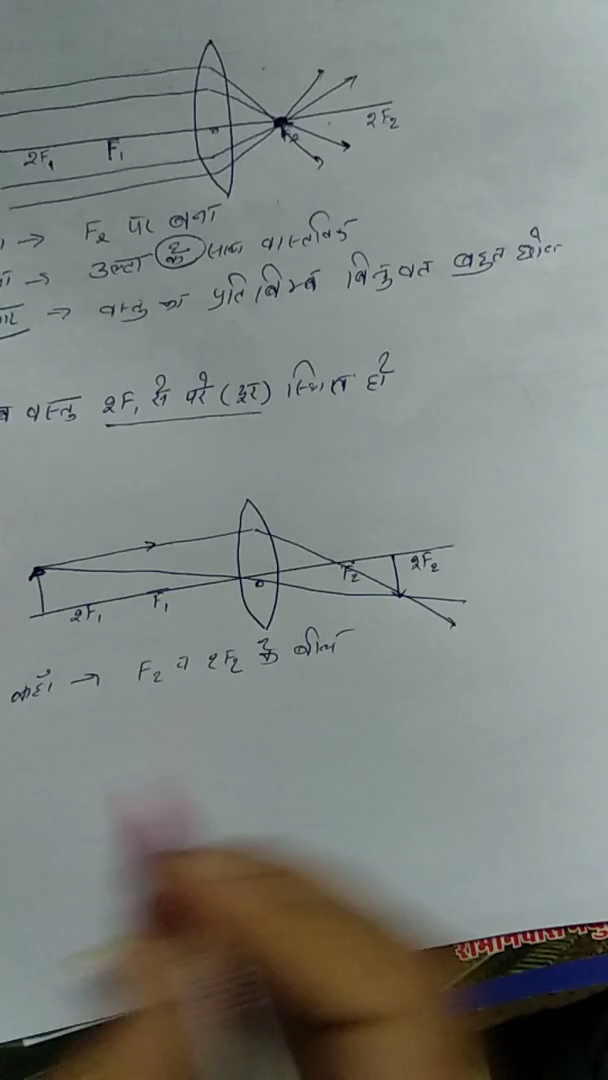 2F₁ F₁ O F₂ 2F₂
→ F₂ पर बना
→ उल्टा के साथ वास्तविक
→ वस्तु का प्रतिबिम्ब बिन्दुवत बहुत छोटा
वस्तु 2F₁ से परे (दूर) स्थित हो
2F₁ F₁ O F₂ 2F₂
कहाँ → F₂ व 2F₂ के बीच